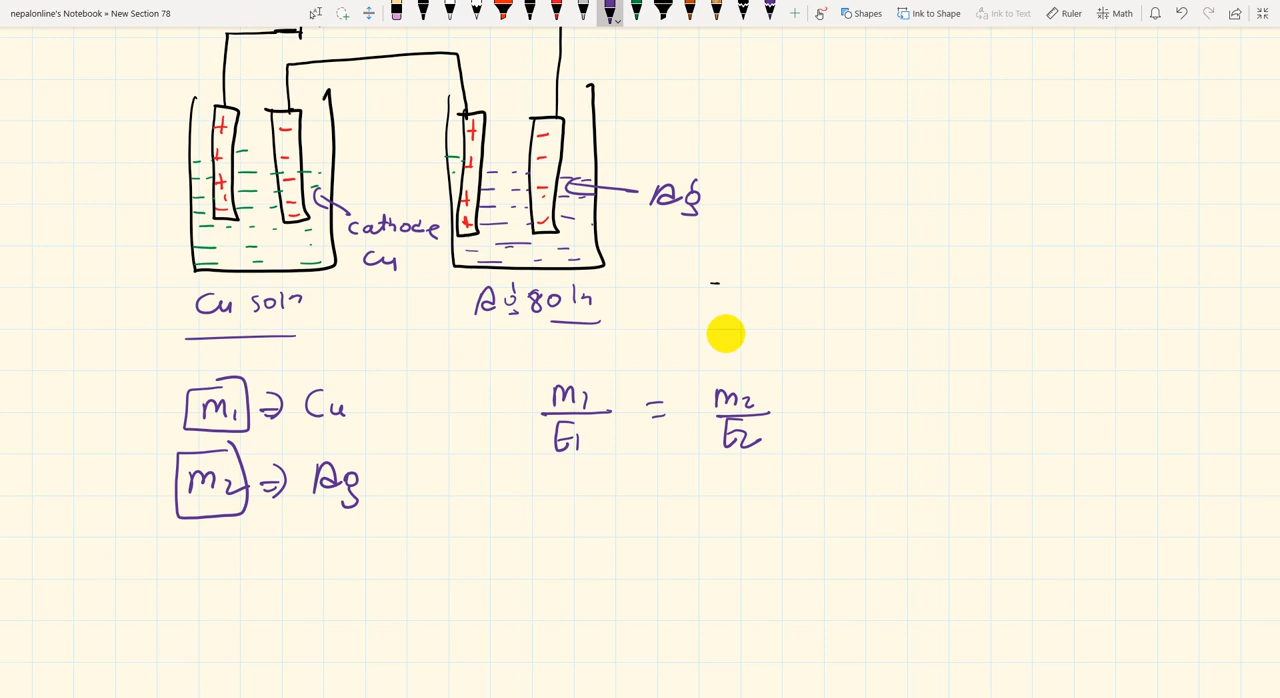 nepalonline's Notebook » New Section 78
Shapes
Ink to Shape
Ink to Text
Ruler
Math
+ - + -
+ - + -
+ - + -
- - + -
Ag
cathode
Cu
Cu soln
Ag soln
m1 ⇒ Cu
m2 ⇒ Ag
m1/E1 = m2/E2